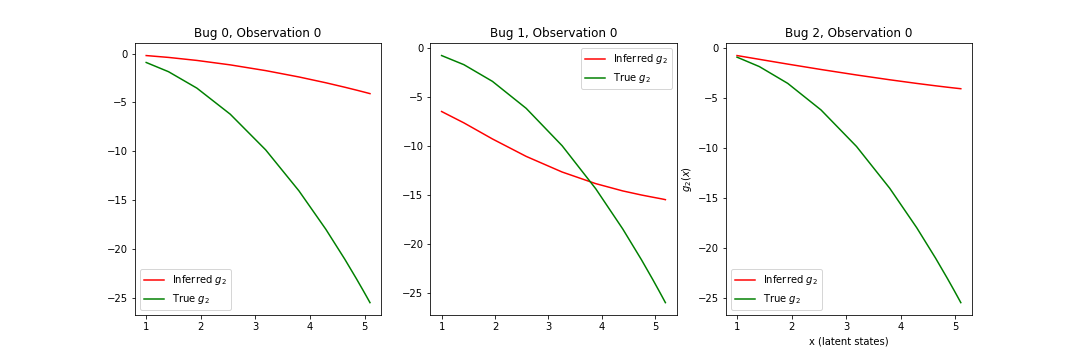 Bug 0, Observation 0
0
−5
−10
−15
−20
−25
1 2 3 4 5
Inferred g₂
True g₂
Bug 1, Observation 0
0
−5
−10
−15
−20
−25
1 2 3 4 5
Inferred g₂
True g₂
Bug 2, Observation 0
g₂(x)
0
−5
−10
−15
−20
−25
1 2 3 4 5
Inferred g₂
True g₂
x (latent states)